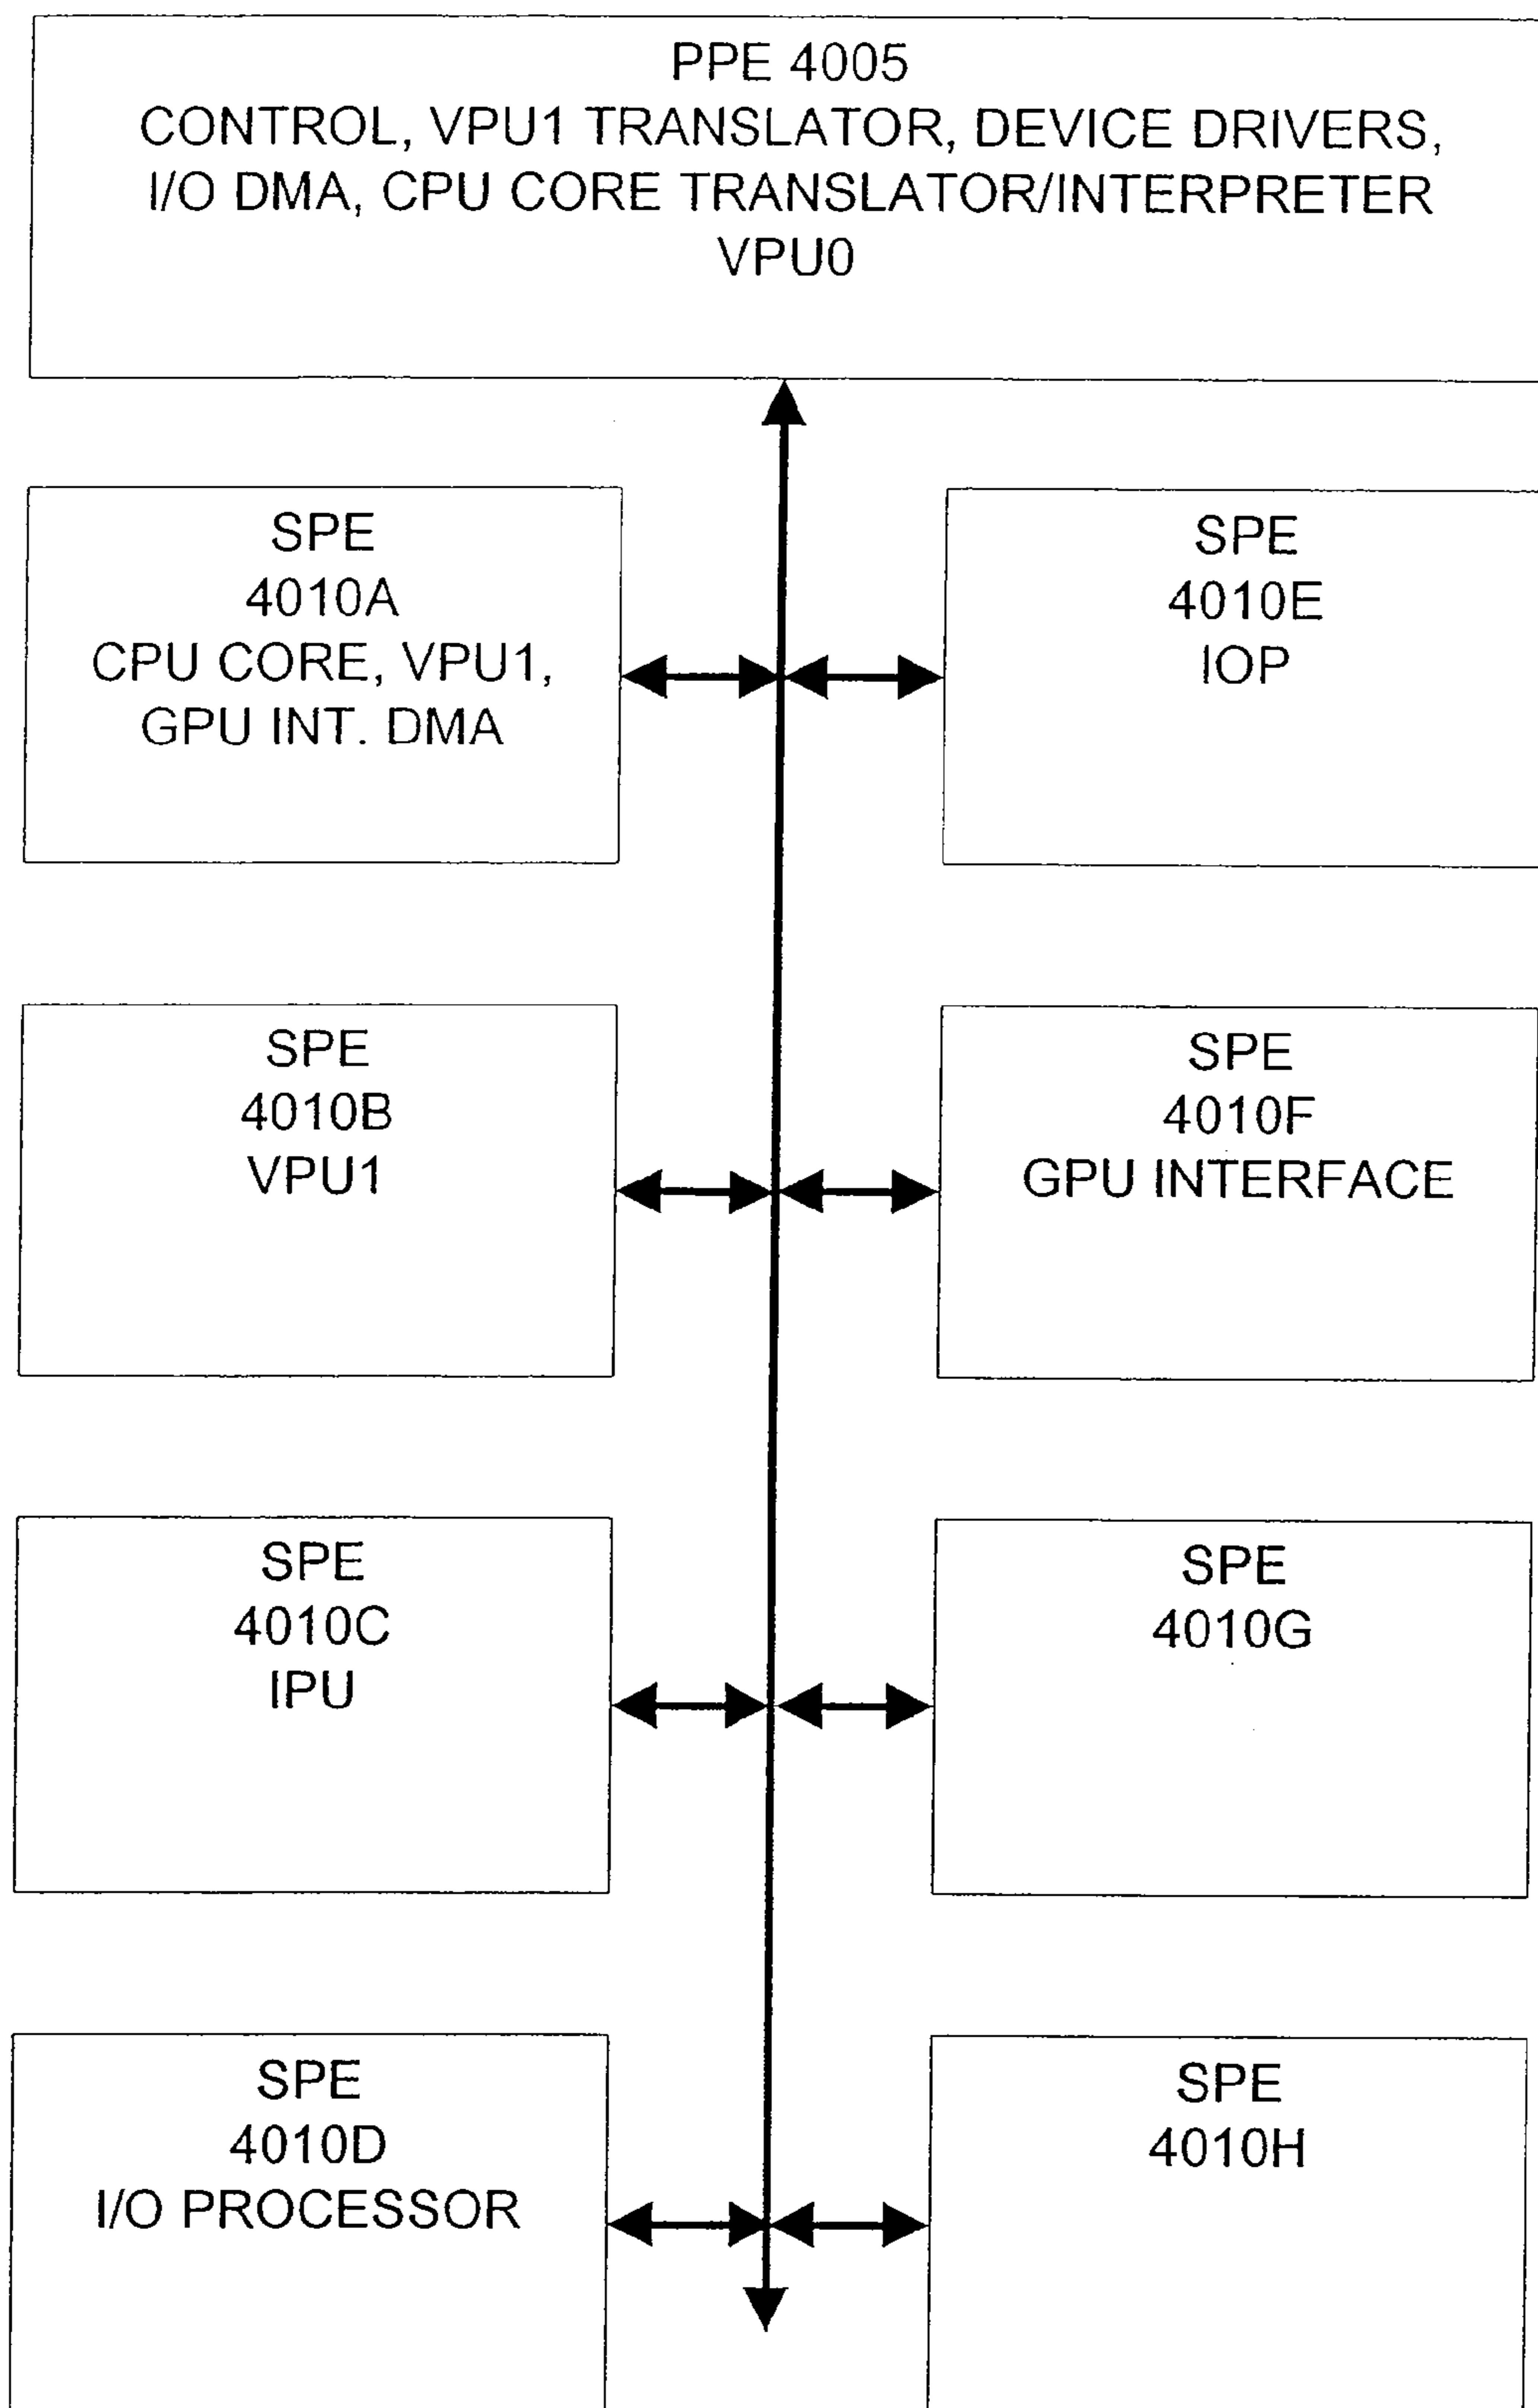 PPE 4005
CONTROL, VPU1 TRANSLATOR, DEVICE DRIVERS,
I/O DMA, CPU CORE TRANSLATOR/INTERPRETER
VPU0
SPE
4010A
CPU CORE, VPU1,
GPU INT. DMA
SPE
4010E
IOP
SPE
4010B
VPU1
SPE
4010F
GPU INTERFACE
SPE
4010C
IPU
SPE
4010G
SPE
4010D
I/O PROCESSOR
SPE
4010H